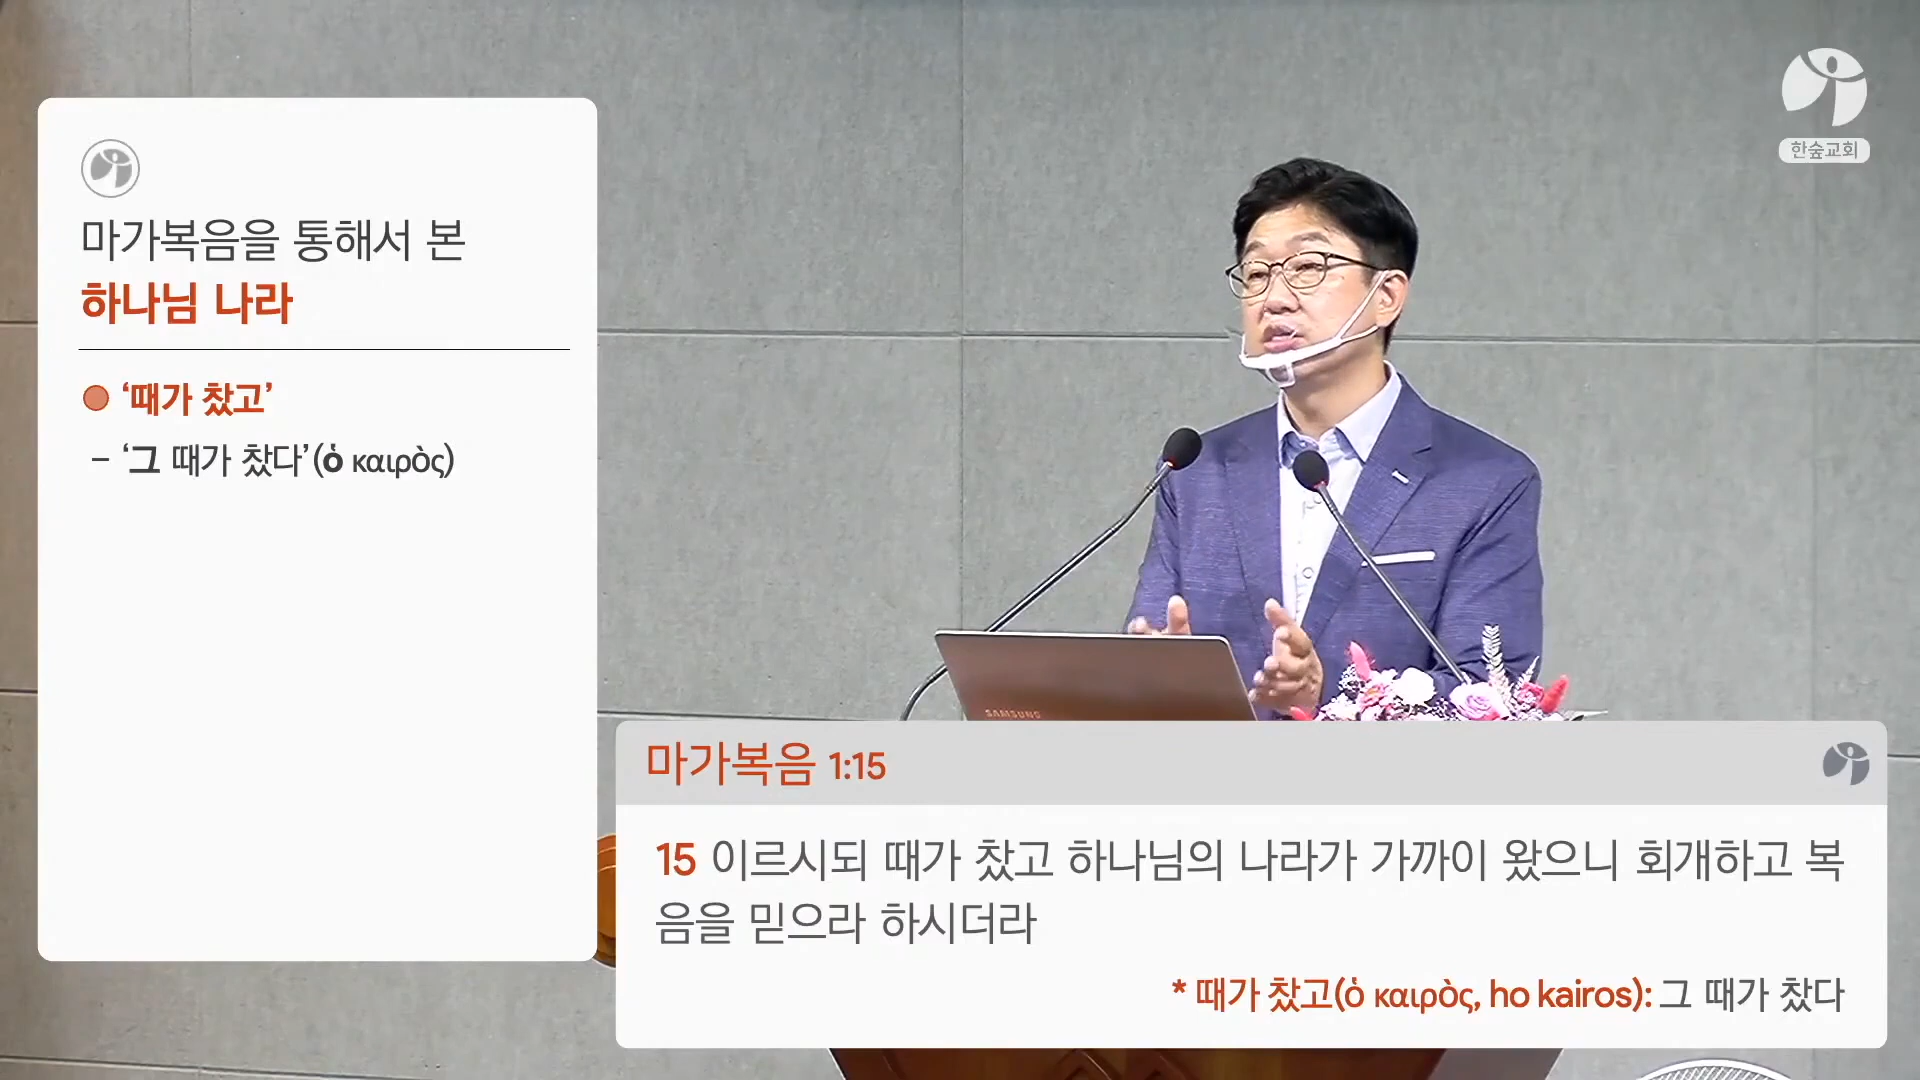 한숲교회
마가복음을 통해서 본
하나님 나라
‘때가 찼고’
– ‘그 때가 찼다’(ὁ καιρὸς)
SAMSUNG
마가복음 1:15
15 이르시되 때가 찼고 하나님의 나라가 가까이 왔으니 회개하고 복
음을 믿으라 하시더라
* 때가 찼고(ὁ καιρὸς, ho kairos): 그 때가 찼다